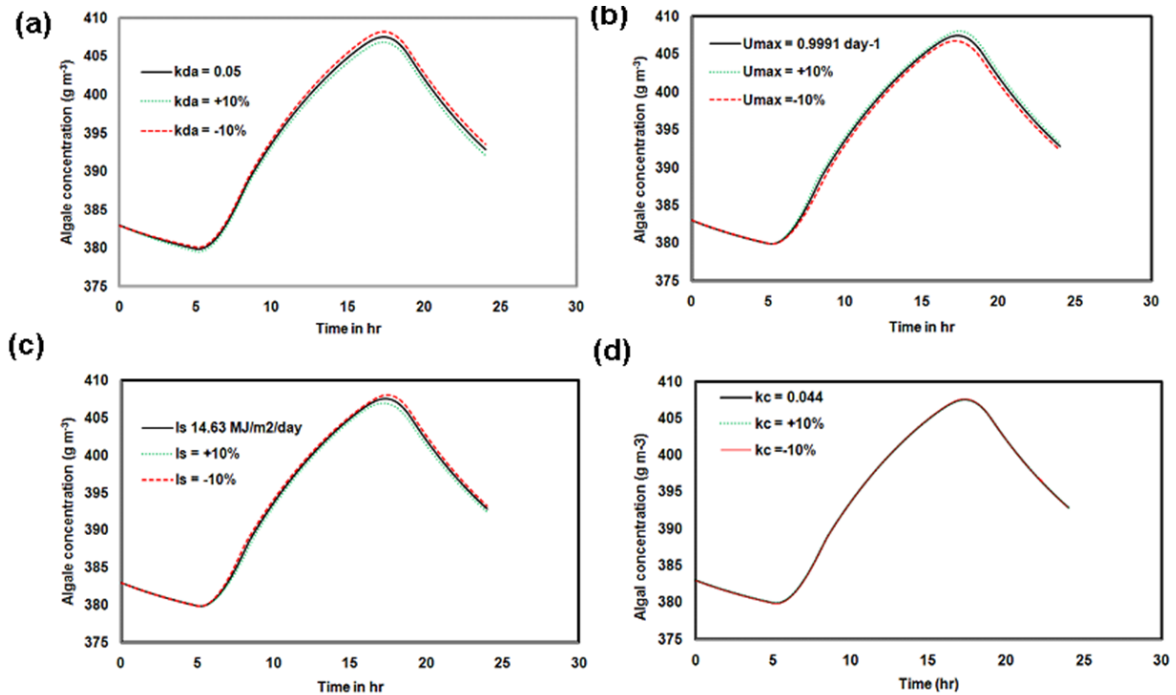 (a)
410
405
400
395
390
385
380
375
Algale concentration (g m-3)
kda = 0.05
kda = +10%
kda = -10%
0 5 10 15 20 25 30
Time in hr
(b)
410
405
400
395
390
385
380
375
Algale concentration (g m-3)
Umax = 0.9991 day-1
Umax = +10%
Umax =-10%
0 5 10 15 20 25 30
Time in hr
(c)
410
405
400
395
390
385
380
375
Algale concentration (g m-3)
Is 14.63 MJ/m2/day
Is = +10%
Is = -10%
0 5 10 15 20 25 30
Time in hr
(d)
410
405
400
395
390
385
380
375
Algal concentration (g m-3)
kc = 0.044
kc = +10%
kc =-10%
0 5 10 15 20 25 30
Time (hr)